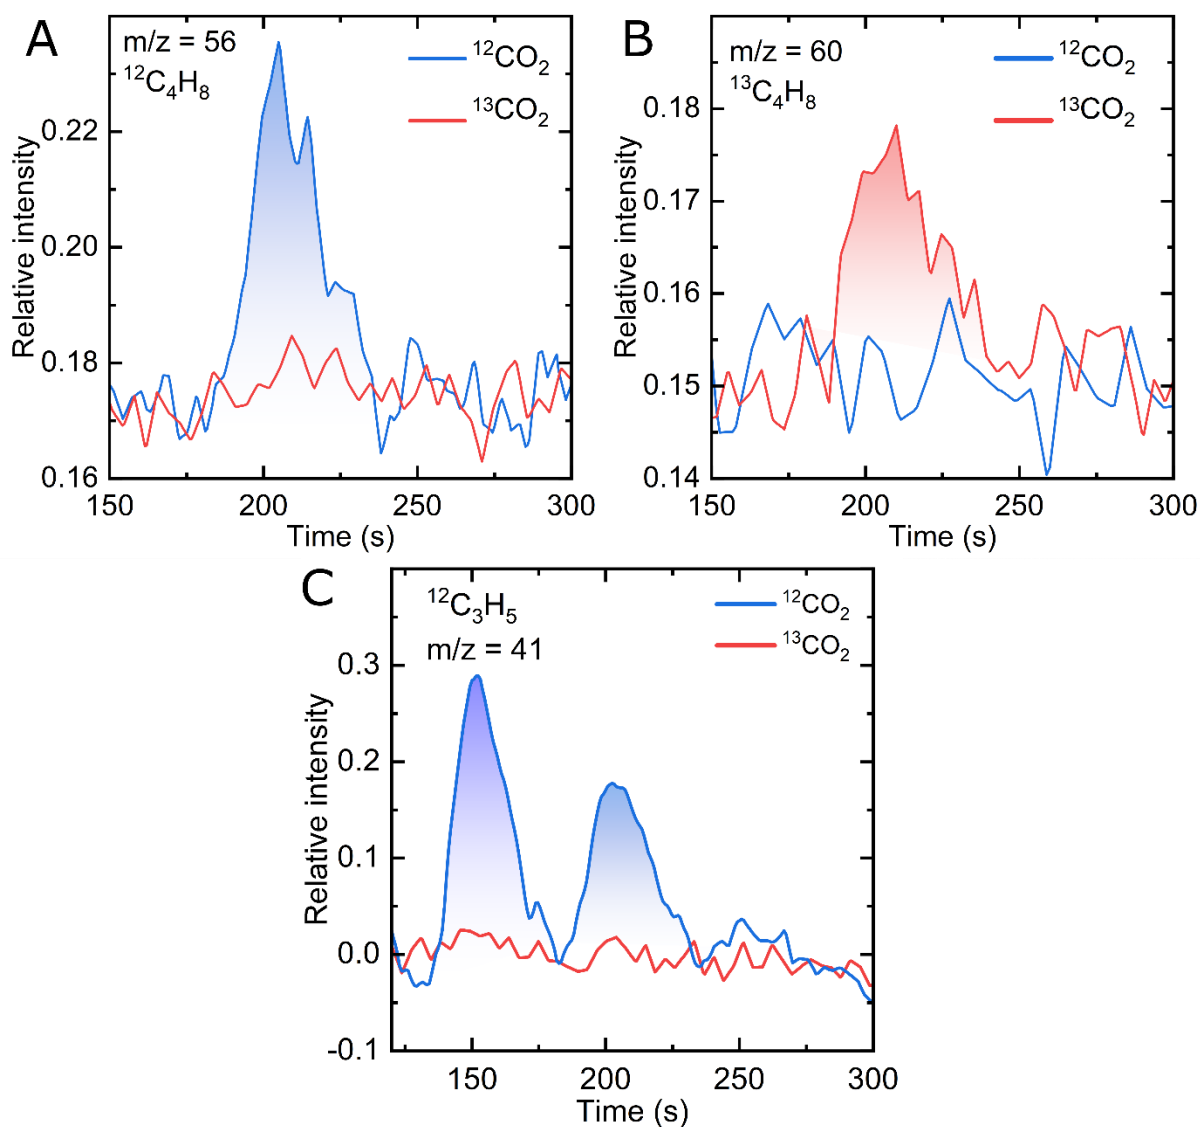 A
m/z = 56
¹²C₄H₈
¹²CO₂
¹³CO₂
Relative intensity
0.22
0.20
0.18
0.16
150 200 250 300
Time (s)
B
m/z = 60
¹³C₄H₈
¹²CO₂
¹³CO₂
Relative intensity
0.18
0.17
0.16
0.15
0.14
150 200 250 300
Time (s)
C
¹²C₃H₅
m/z = 41
¹²CO₂
¹³CO₂
Relative intensity
0.3
0.2
0.1
0.0
-0.1
150 200 250 300
Time (s)